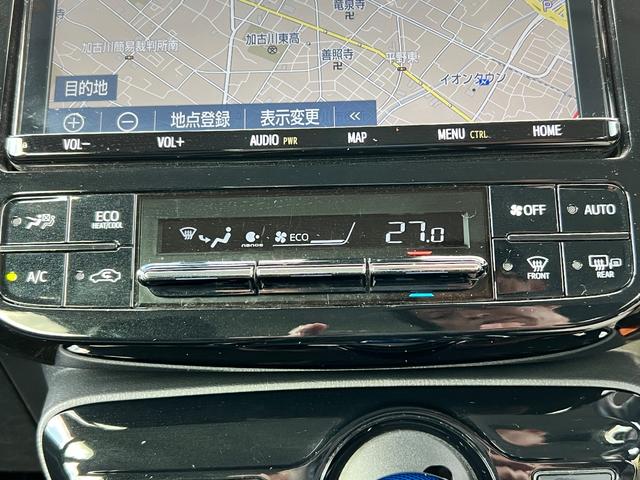 竜泉寺
加古川東高
加古川簡易裁判所南
善照寺
平野東
イオンタウン
P
目的地
地点登録 表示変更 «
VOL− VOL+ AUDIO PWR MAP MENU CTRL HOME
ECO HEAT/COOL
OFF AUTO
nanoe ECO 27.0
A/C FRONT REAR